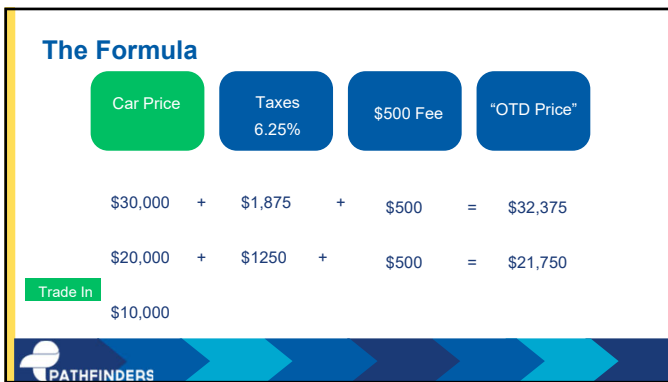 The Formula
Car Price
Taxes
6.25%
$500 Fee
“OTD Price”
$30,000 + $1,875 + $500 = $32,375
$20,000 + $1250 + $500 = $21,750
Trade In
$10,000
PATHFINDERS